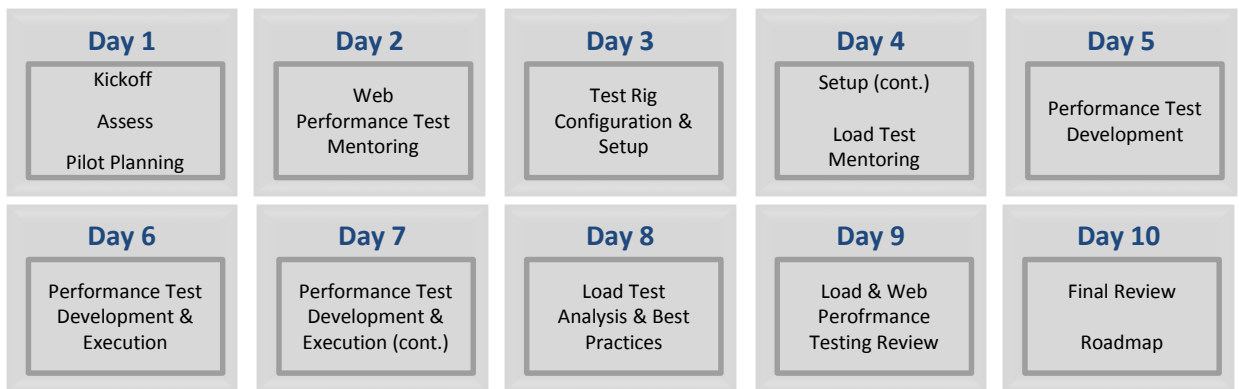 Day 1
Kickoff
Assess
Pilot Planning
Day 2
Web
Performance Test
Mentoring
Day 3
Test Rig
Configuration &
Setup
Day 4
Setup (cont.)
Load Test
Mentoring
Day 5
Performance Test
Development
Day 6
Performance Test
Development &
Execution
Day 7
Performance Test
Development &
Execution (cont.)
Day 8
Load Test
Analysis & Best
Practices
Day 9
Load & Web
Perofrmance
Testing Review
Day 10
Final Review
Roadmap